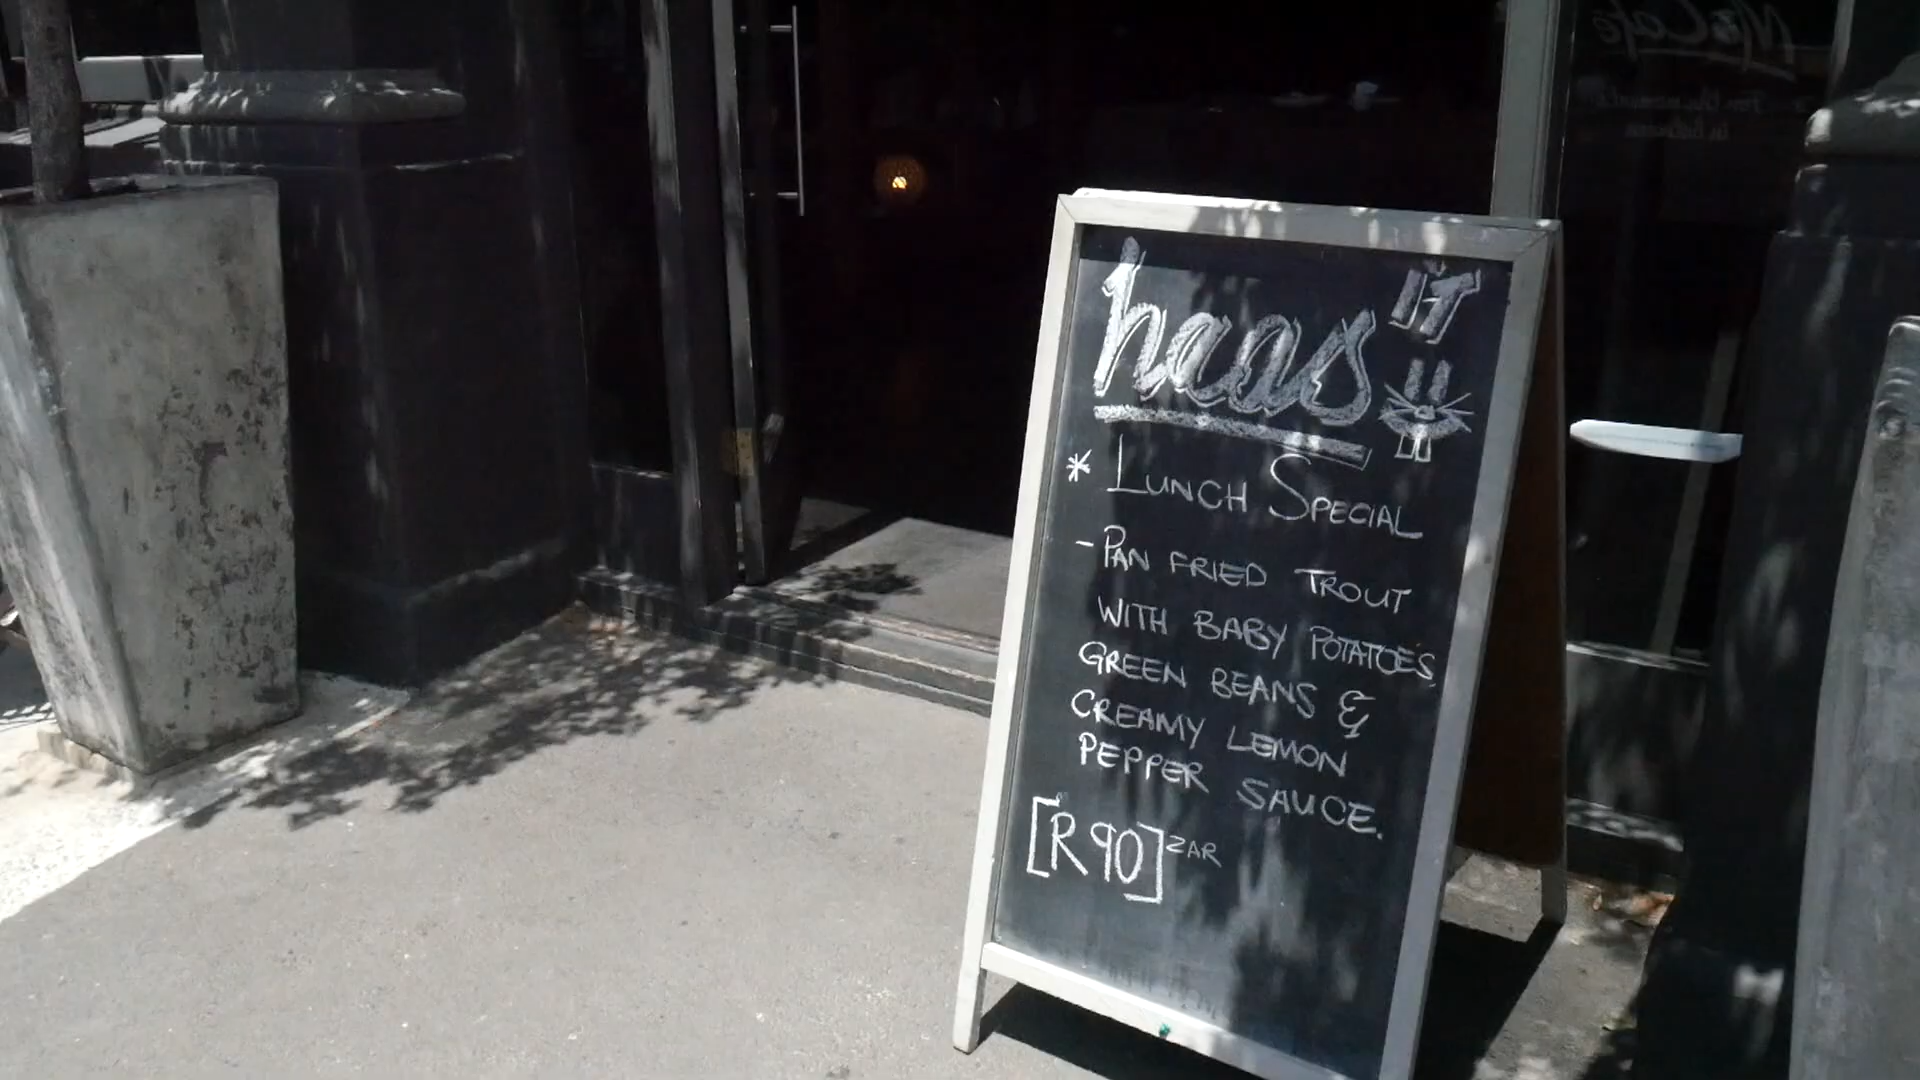 haas
* LUNCH SPECIAL
- PAN FRIED TROUT
WITH BABY POTATOES,
GREEN BEANS &
CREAMY LEMON
PEPPER SAUCE.
[R90] ZAR